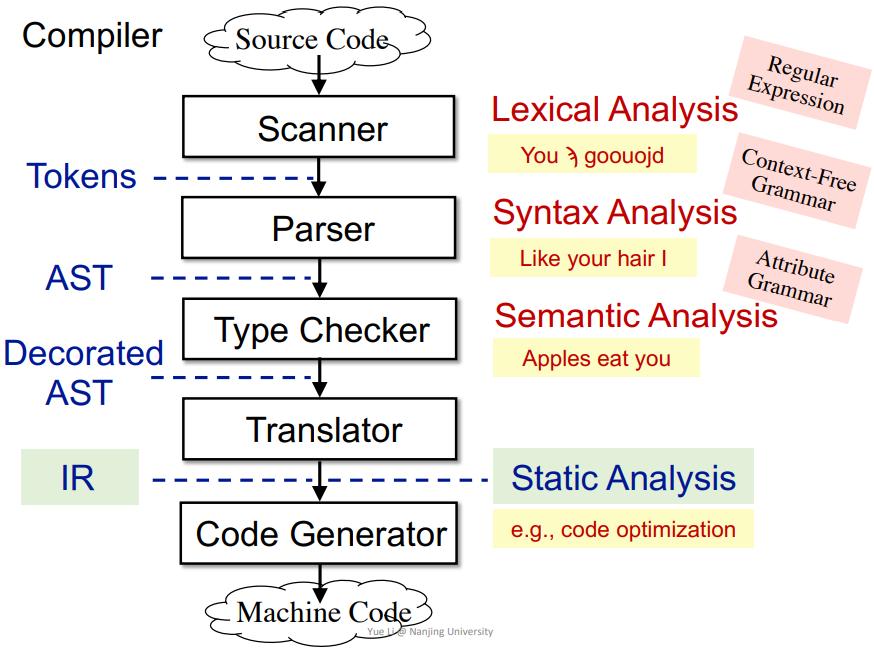 Compiler
Source Code
Regular
Expression
Scanner
Lexical Analysis
You ჭ goouojd
Tokens
Context-Free
Grammar
Parser
Syntax Analysis
Like your hair I
AST
Attribute
Grammar
Type Checker
Semantic Analysis
Apples eat you
Decorated
AST
Translator
IR
Static Analysis
Code Generator
e.g., code optimization
Machine Code
Yue Li @ Nanjing University